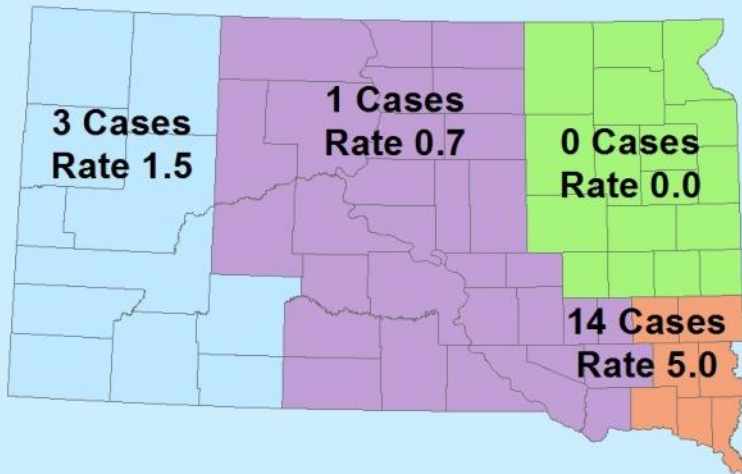 3 Cases
Rate 1.5
1 Cases
Rate 0.7
0 Cases
Rate 0.0
14 Cases
Rate 5.0